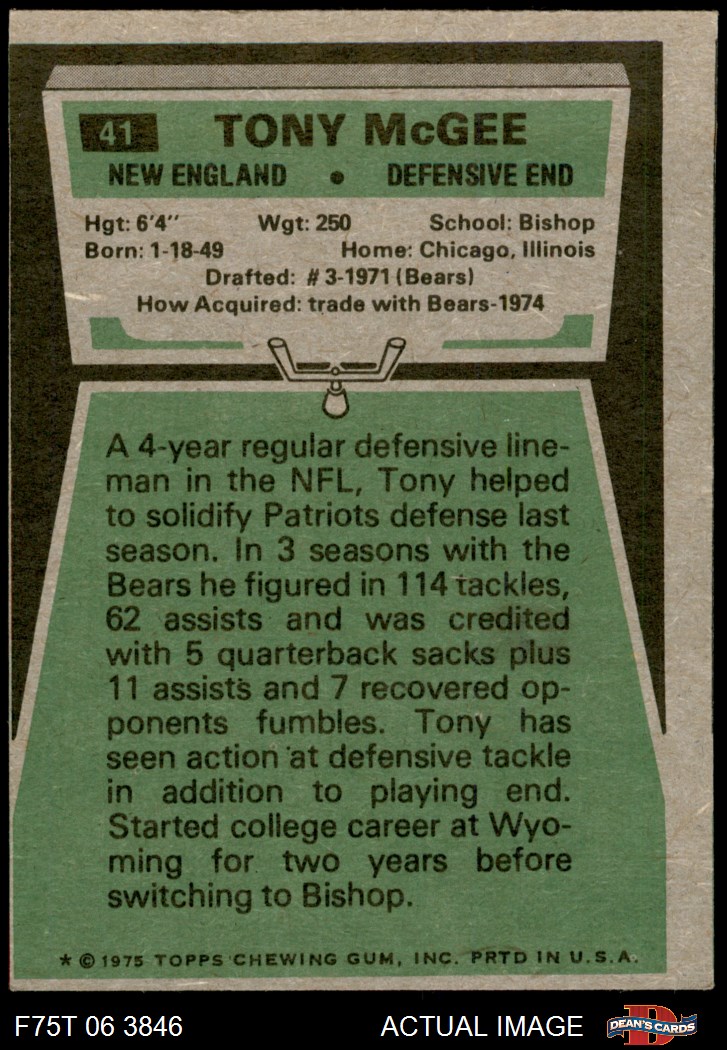 41 TONY McGEE
NEW ENGLAND • DEFENSIVE END
Hgt: 6'4" Wgt: 250 School: Bishop
Born: 1-18-49 Home: Chicago, Illinois
Drafted: # 3-1971 (Bears)
How Acquired: trade with Bears-1974
A 4-year regular defensive line-
man in the NFL, Tony helped
to solidify Patriots defense last
season. In 3 seasons with the
Bears he figured in 114 tackles,
62 assists and was credited
with 5 quarterback sacks plus
11 assists and 7 recovered op-
ponents fumbles. Tony has
seen action at defensive tackle
in addition to playing end.
Started college career at Wyo-
ming for two years before
switching to Bishop.
* © 1975 TOPPS CHEWING GUM, INC. PRTD IN U.S.A.
F75T 06 3846 ACTUAL IMAGE D DEAN'S CARDS